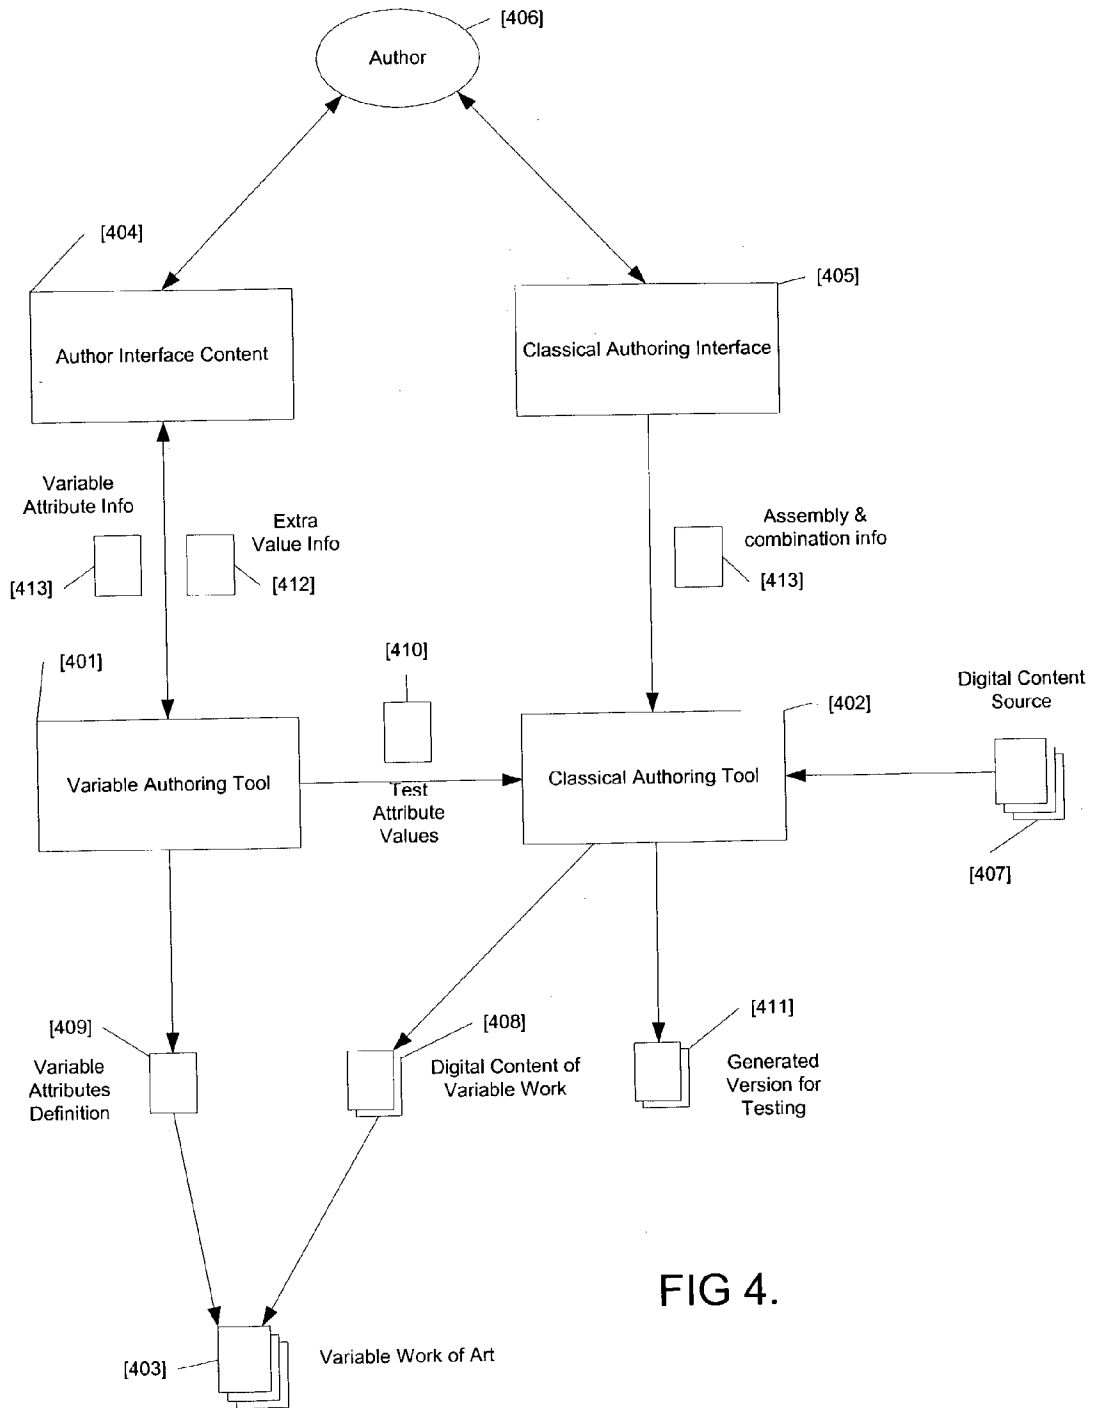 [406]
Author
[404]
[405]
Author Interface Content
Classical Authoring Interface
Variable
Attribute Info
Extra
Value Info
Assembly &
combination info
[413]
[412]
[413]
[401]
[410]
[402]
Digital Content
Source
Variable Authoring Tool
Classical Authoring Tool
Test
Attribute
Values
[407]
[409]
[408]
[411]
Variable
Attributes
Definition
Digital Content of
Variable Work
Generated
Version for
Testing
FIG 4.
[403]
Variable Work of Art